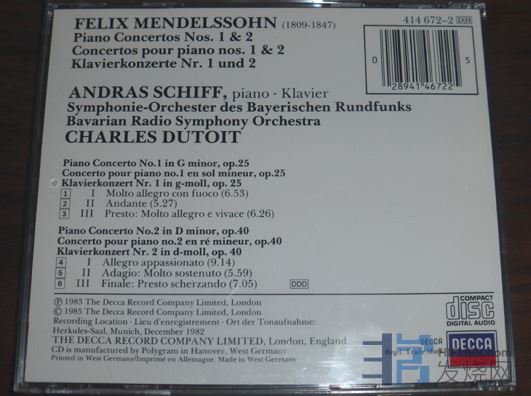 FELIX MENDELSSOHN (1809-1847)
414 672-2 DH
Piano Concertos Nos. 1 & 2
Concertos pour piano nos. 1 & 2
Klavierkonzerte Nr. 1 und 2
0 28941 46722 5
ANDRAS SCHIFF, piano · Klavier
Symphonie-Orchester des Bayerischen Rundfunks
Bavarian Radio Symphony Orchestra
CHARLES DUTOIT
Piano Concerto No.1 in G minor, op.25
Concerto pour piano no.1 en sol mineur, op.25
Klavierkonzert Nr. 1 in g-moll, op. 25
1 I Molto allegro con fuoco (6.53)
2 II Andante (5.27)
3 III Presto: Molto allegro e vivace (6.26)
Piano Concerto No.2 in D minor, op.40
Concerto pour piano no.2 en ré mineur, op.40
Klavierkonzert Nr. 2 in d-moll, op. 40
4 I Allegro appassionato (9.14)
5 II Adagio: Molto sostenuto (5.59)
6 III Finale: Presto scherzando (7.05) DDD
℗ 1983 The Decca Record Company Limited, London
© 1985 The Decca Record Company Limited, London
Recording Location · Lieu d'enregistrement · Ort der Tonaufnahme:
Herkules-Saal, Munich, December 1982
THE DECCA RECORD COMPANY LIMITED, London, England
CD is manufactured by Polygram in Hanover, West Germany
Printed in West Germany/Imprimé en Allemagne. Made in West Germany
COMPACT
disc
DIGITAL AUDIO
DECCA
Regd. Trade Mark
DECCA
发烧网